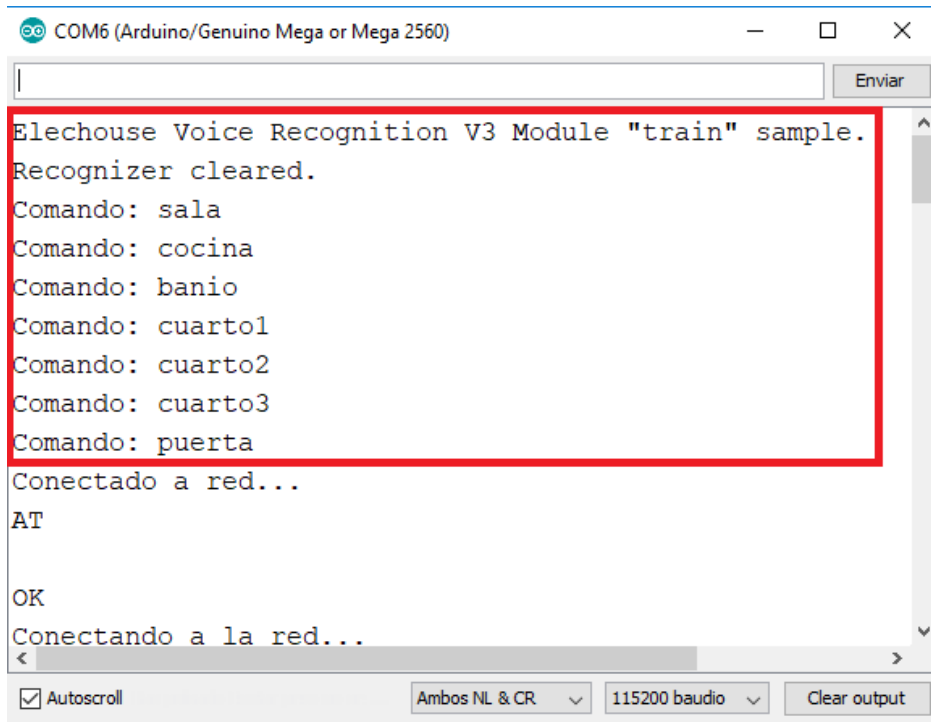 COM6 (Arduino/Genuino Mega or Mega 2560)
Enviar
Elechouse Voice Recognition V3 Module "train" sample.
Recognizer cleared.
Comando: sala
Comando: cocina
Comando: banio
Comando: cuarto1
Comando: cuarto2
Comando: cuarto3
Comando: puerta
Conectado a red...
AT
OK
Conectando a la red...
Autoscroll
Ambos NL & CR
115200 baudio
Clear output